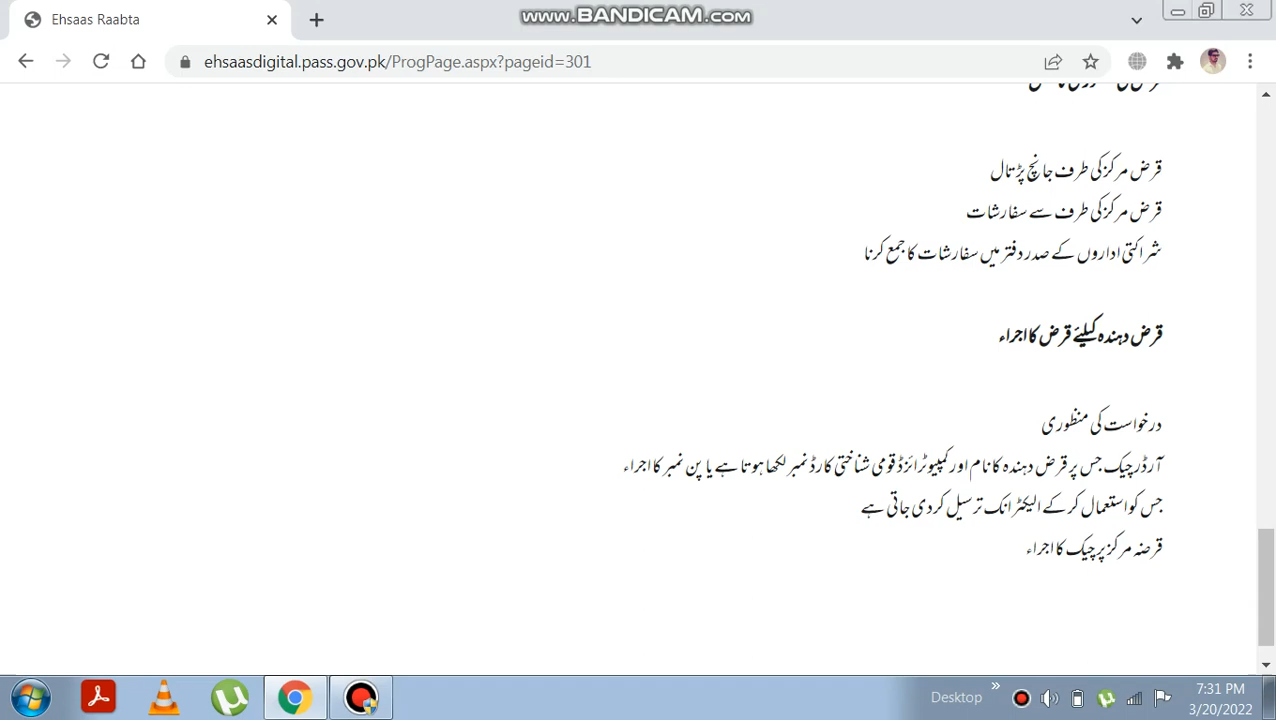 Ehsaas Raabta
www.BANDICAM.com
ehsaasdigital.pass.gov.pk/ProgPage.aspx?pageid=301
قرض مرکز کی طرف جانچ پڑتال
قرض مرکز کی طرف سے سفارشات
شراکتی اداروں کے صدر دفتر میں سفارشات کا جمع کرنا
قرض دہندہ کیلئے قرض کا اجراء
درخواست کی منظوری
آرڈر چیک جس پر قرض دہندہ کا نام اور کمپیوٹرائزڈ قومی شناختی کارڈ نمبر لکھا ہوتا ہے یا پن نمبر کا اجراء
جس کو استعمال کر کے الیکٹرانک ترسیل کر دی جاتی ہے
قرضہ مرکز پر چیک کا اجراء
Desktop
7:31 PM
3/20/2022